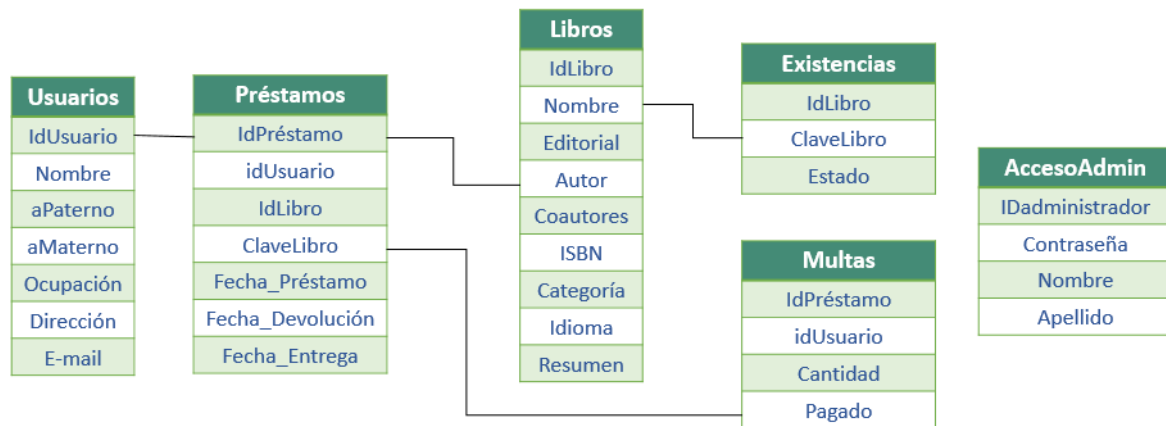 Usuarios
IdUsuario
Nombre
aPaterno
aMaterno
Ocupación
Dirección
E-mail
Préstamos
IdPréstamo
idUsuario
IdLibro
ClaveLibro
Fecha_Préstamo
Fecha_Devolución
Fecha_Entrega
Libros
IdLibro
Nombre
Editorial
Autor
Coautores
ISBN
Categoría
Idioma
Resumen
Existencias
IdLibro
ClaveLibro
Estado
Multas
IdPréstamo
idUsuario
Cantidad
Pagado
AccesoAdmin
IDadministrador
Contraseña
Nombre
Apellido